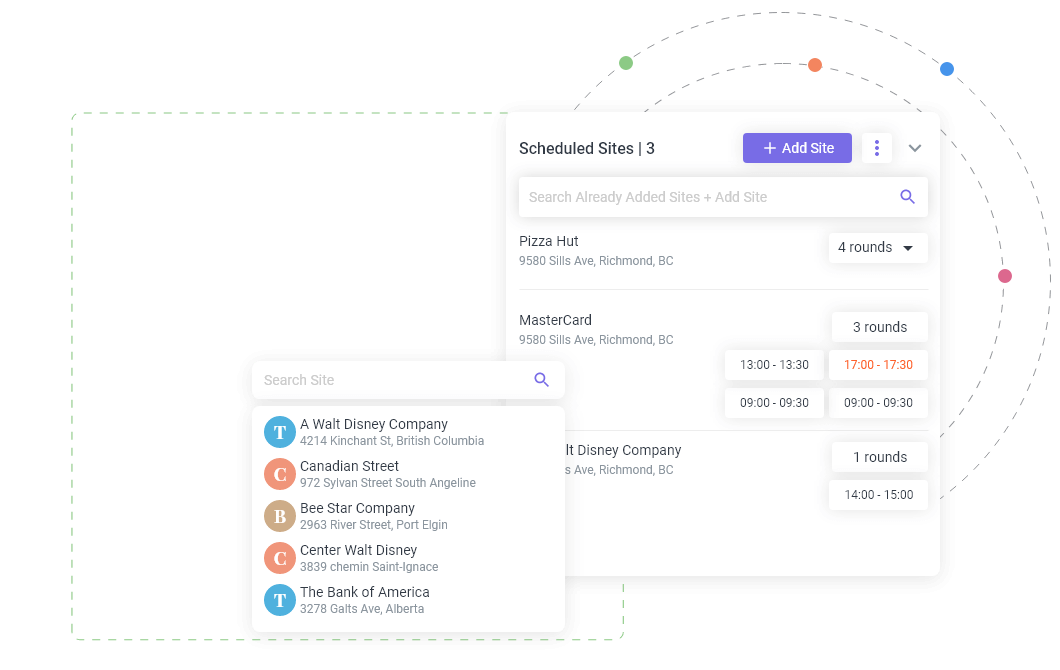 Scheduled Sites | 3
+ Add Site
Search Already Added Sites + Add Site
Pizza Hut
9580 Sills Ave, Richmond, BC
4 rounds
MasterCard
9580 Sills Ave, Richmond, BC
3 rounds
13:00 - 13:30
17:00 - 17:30
09:00 - 09:30
09:00 - 09:30
lt Disney Company
s Ave, Richmond, BC
1 rounds
14:00 - 15:00
Search Site
T
A Walt Disney Company
4214 Kinchant St, British Columbia
C
Canadian Street
972 Sylvan Street South Angeline
B
Bee Star Company
2963 River Street, Port Elgin
C
Center Walt Disney
3839 chemin Saint-Ignace
T
The Bank of America
3278 Galts Ave, Alberta